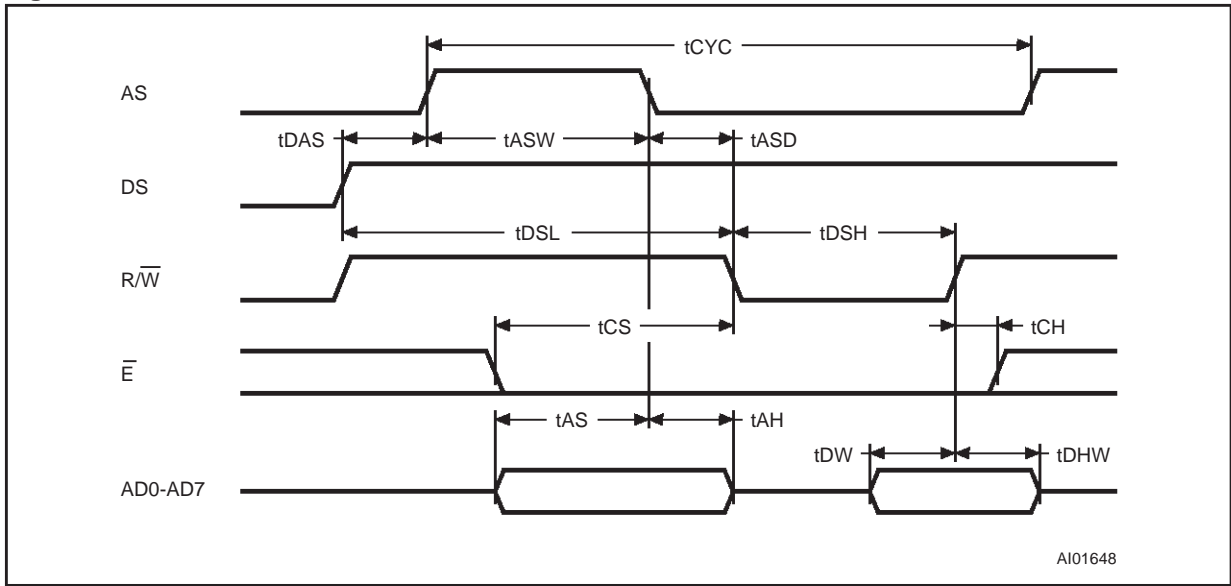 tCYC
AS
tDAS
tASW
tASD
DS
tDSL
tDSH
R/W̅
tCS
tCH
E̅
tAS
tAH
tDW
tDHW
AD0-AD7
AI01648